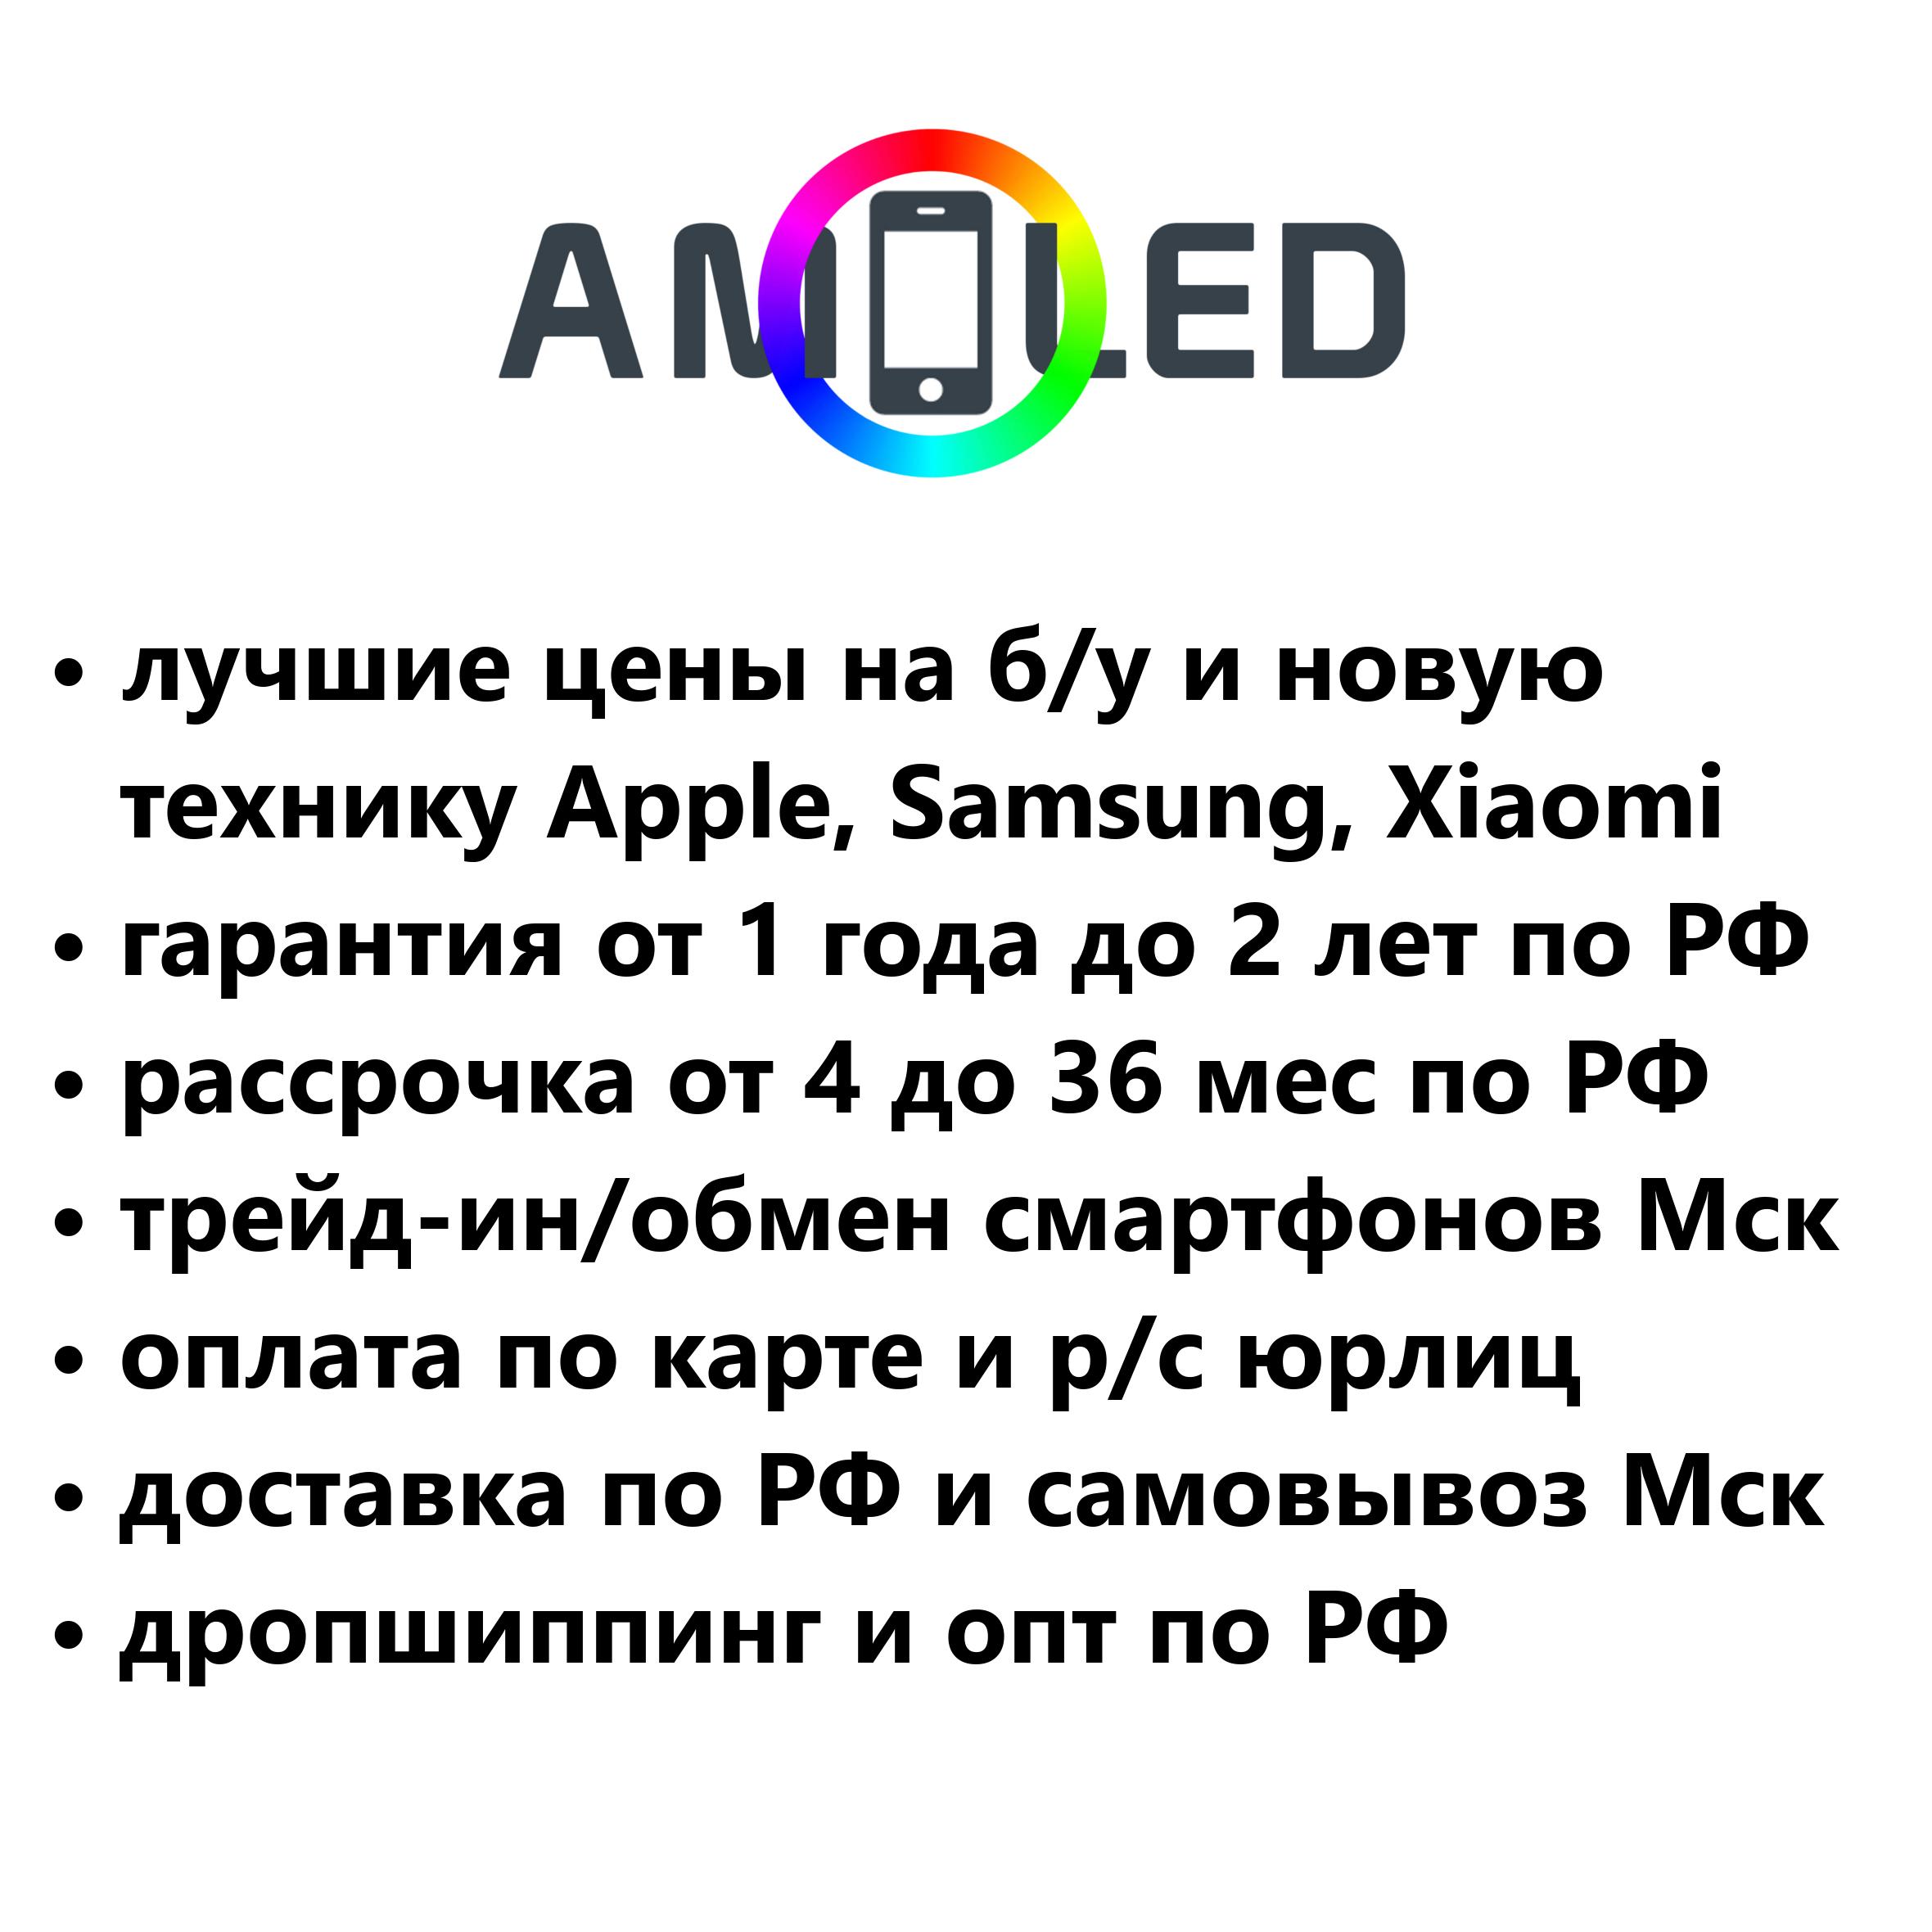 AMOLED
• лучшие цены на б/у и новую
технику Apple, Samsung, Xiaomi
• гарантия от 1 года до 2 лет по РФ
• рассрочка от 4 до 36 мес по РФ
• трейд-ин/обмен смартфонов Мск
• оплата по карте и р/с юрлиц
• доставка по РФ и самовывоз Мск
• дропшиппинг и опт по РФ